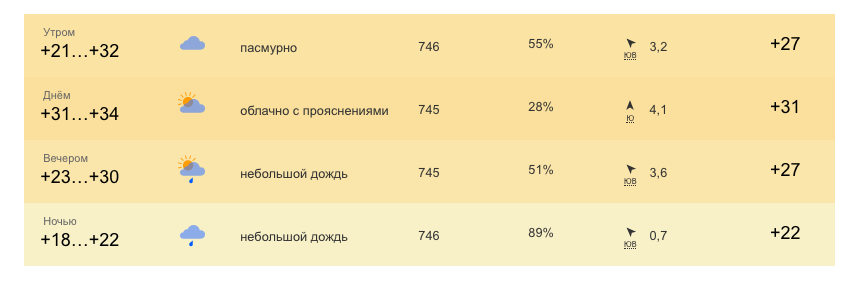 Утром
+21...+32 пасмурно 746 55% ЮВ 3,2 +27
Днём
+31...+34 облачно с прояснениями 745 28% Ю 4,1 +31
Вечером
+23...+30 небольшой дождь 745 51% ЮВ 3,6 +27
Ночью
+18...+22 небольшой дождь 746 89% ЮВ 0,7 +22